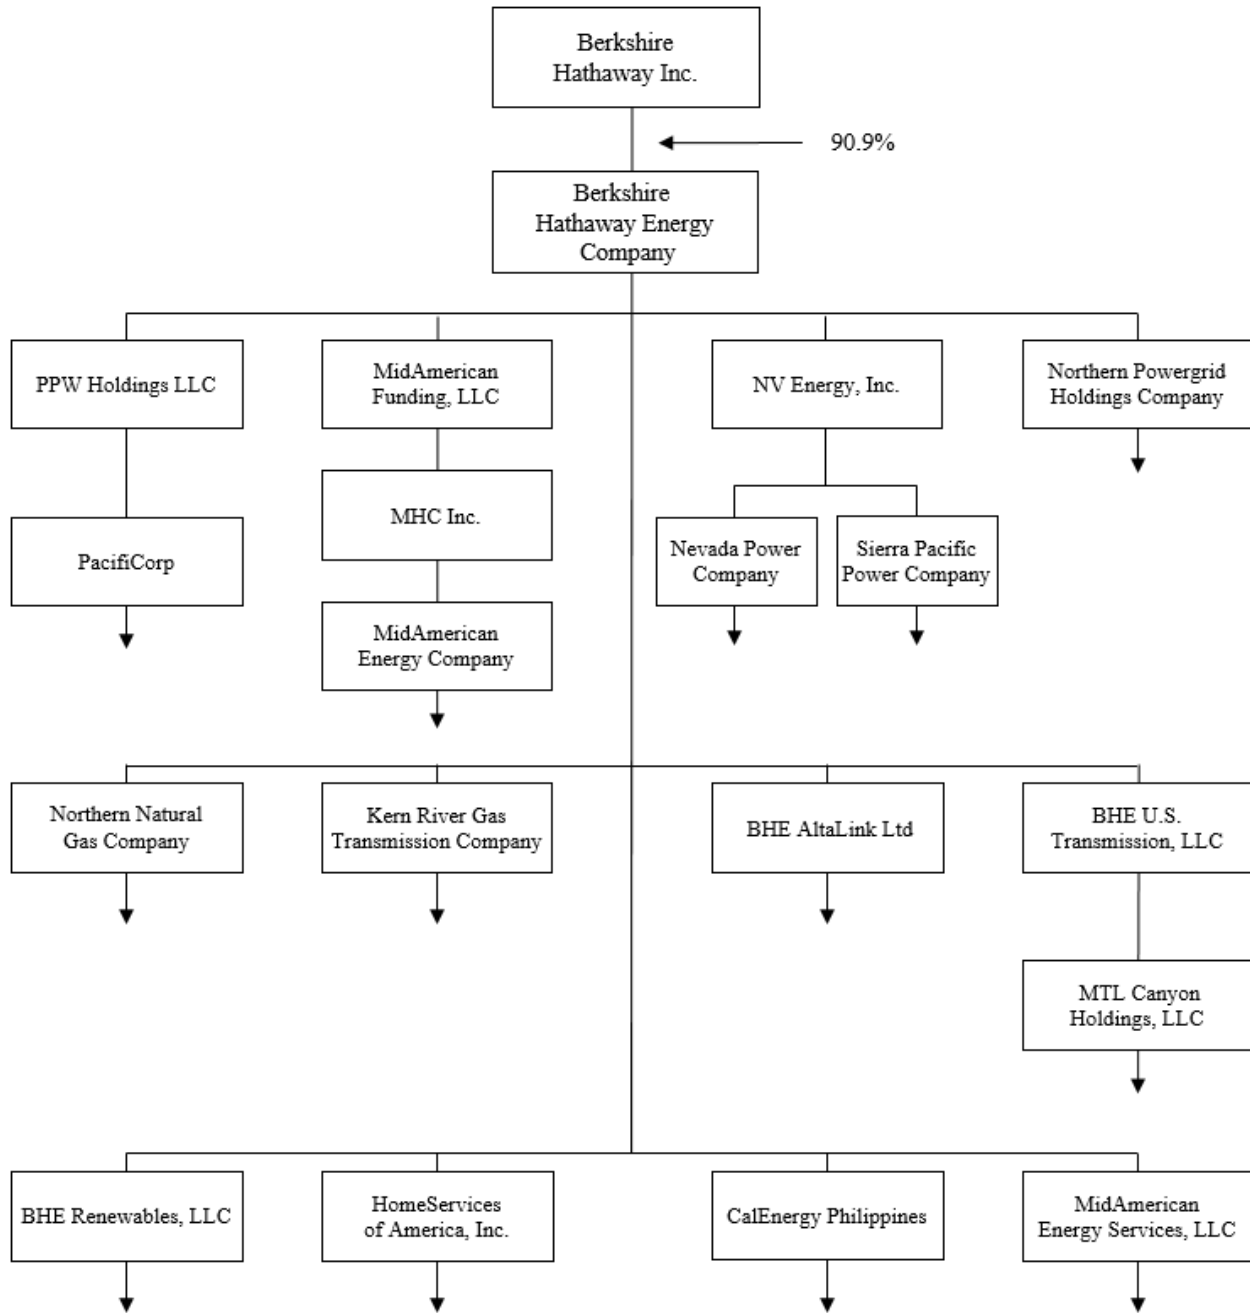 Berkshire
Hathaway Inc.
90.9%
Berkshire
Hathaway Energy
Company
PPW Holdings LLC
MidAmerican
Funding, LLC
NV Energy, Inc.
Northern Powergrid
Holdings Company
MHC Inc.
PacifiCorp
Nevada Power
Company
Sierra Pacific
Power Company
MidAmerican
Energy Company
Northern Natural
Gas Company
Kern River Gas
Transmission Company
BHE AltaLink Ltd
BHE U.S.
Transmission, LLC
MTL Canyon
Holdings, LLC
BHE Renewables, LLC
HomeServices
of America, Inc.
CalEnergy Philippines
MidAmerican
Energy Services, LLC